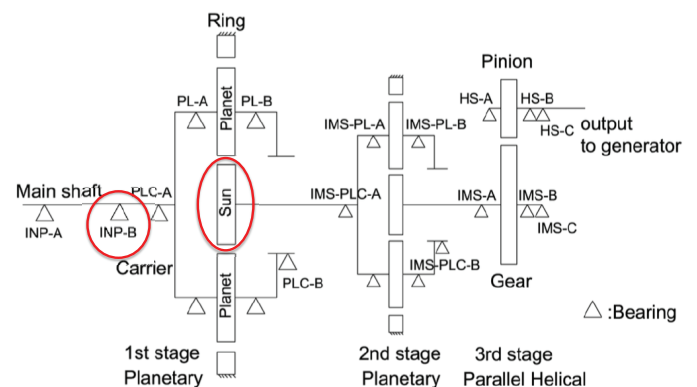 Ring
Pinion
PL-A PL-B
Planet
HS-A HS-B
HS-C
output
to generator
IMS-PL-A IMS-PL-B
Main shaft
PLC-A
Sun
IMS-PLC-A
IMS-A IMS-B
IMS-C
INP-A
INP-B
Carrier
PLC-B
IMS-PLC-B
Gear
Planet
:Bearing
1st stage
Planetary
2nd stage
Planetary
3rd stage
Parallel Helical